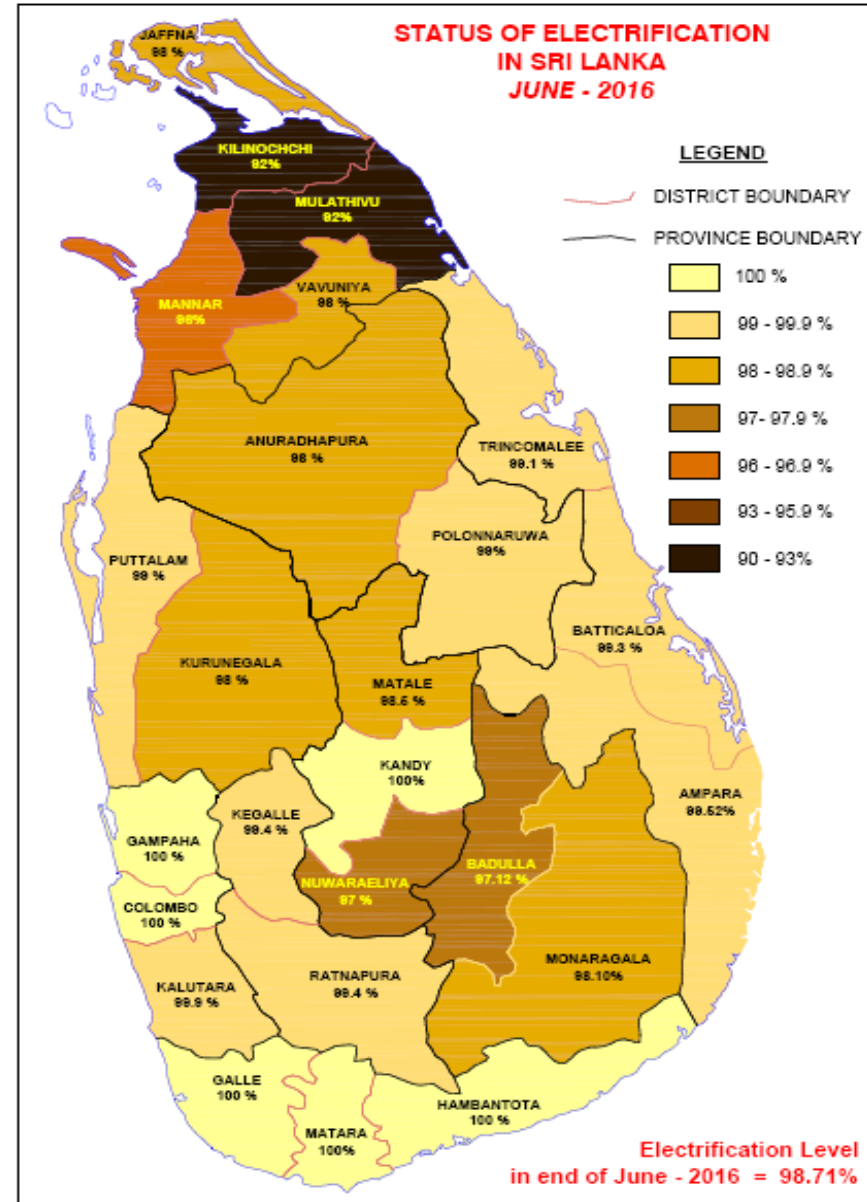 STATUS OF ELECTRIFICATION
IN SRI LANKA
JUNE - 2016
LEGEND
DISTRICT BOUNDARY
PROVINCE BOUNDARY
100 %
99 - 99.9 %
98 - 98.9 %
97- 97.9 %
96 - 96.9 %
93 - 95.9 %
90 - 93%
JAFFNA
98 %
KILINOCHCHI
92%
MULATHIVU
92%
MANNAR
96%
VAVUNIYA
98 %
ANURADHAPURA
98 %
TRINCOMALEE
99.1 %
POLONNARUWA
99%
PUTTALAM
99 %
BATTICALOA
99.3 %
KURUNEGALA
98 %
MATALE
98.5 %
KANDY
100%
AMPARA
99.52%
KEGALLE
99.4 %
GAMPAHA
100 %
NUWARAELIYA
97 %
BADULLA
97.12 %
COLOMBO
100 %
MONARAGALA
98.10%
RATNAPURA
99.4 %
KALUTARA
99.9 %
GALLE
100 %
MATARA
100%
HAMBANTOTA
100 %
Electrification Level
in end of June - 2016 = 98.71%